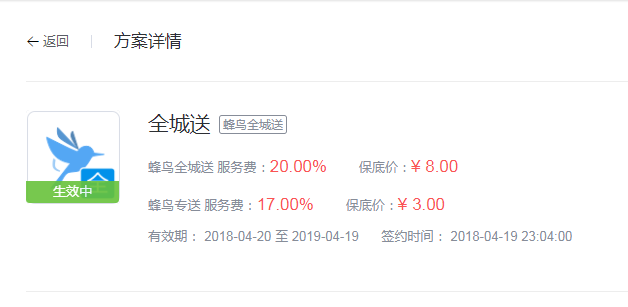 ← 返回 方案详情
全城送 蜂鸟全城送
全
生效中
蜂鸟全城送 服务费：20.00% 保底价：¥ 8.00
蜂鸟专送 服务费：17.00% 保底价：¥ 3.00
有效期： 2018-04-20 至 2019-04-19 签约时间： 2018-04-19 23:04:00